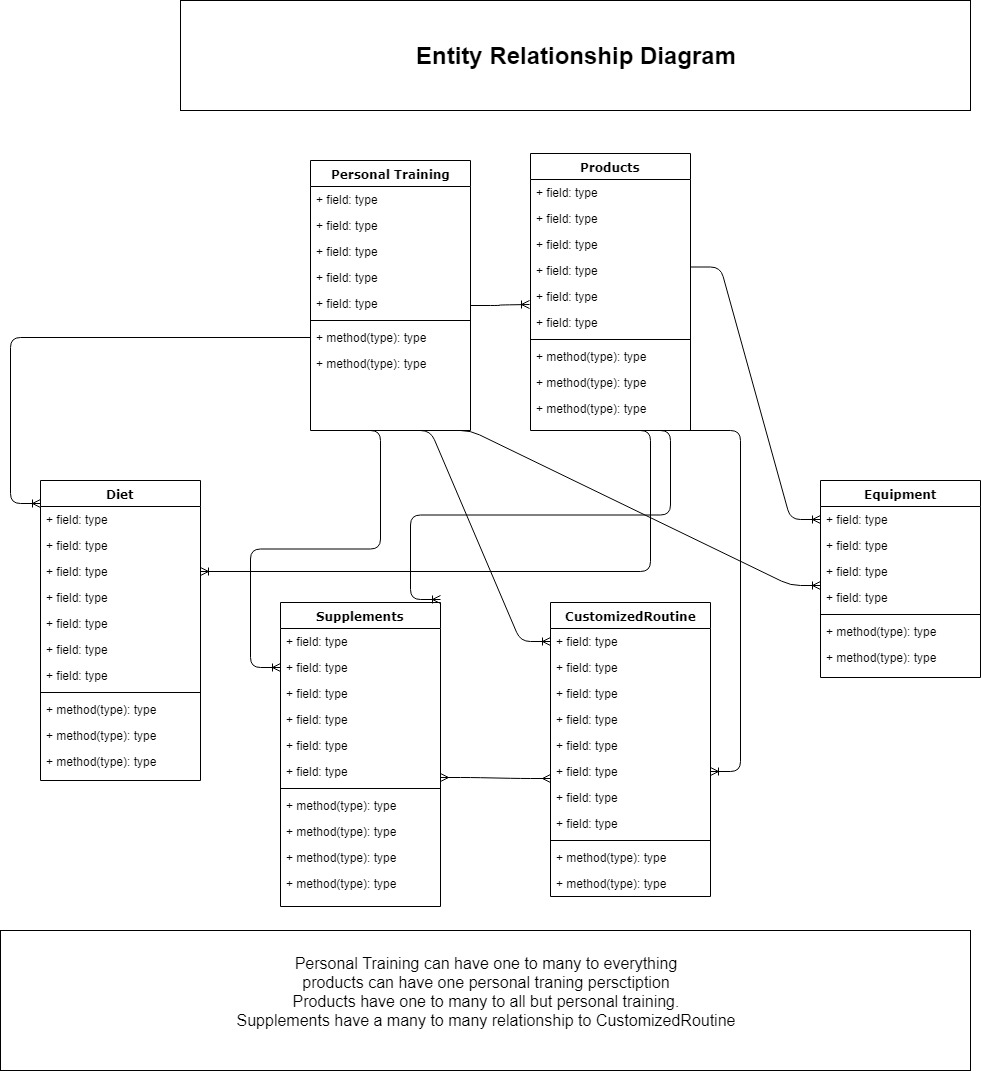 Entity Relationship Diagram
Personal Training
+ field: type
+ field: type
+ field: type
+ field: type
+ field: type
+ method(type): type
+ method(type): type
Products
+ field: type
+ field: type
+ field: type
+ field: type
+ field: type
+ field: type
+ method(type): type
+ method(type): type
+ method(type): type
Diet
+ field: type
+ field: type
+ field: type
+ field: type
+ field: type
+ field: type
+ field: type
+ method(type): type
+ method(type): type
+ method(type): type
Supplements
+ field: type
+ field: type
+ field: type
+ field: type
+ field: type
+ field: type
+ method(type): type
+ method(type): type
+ method(type): type
+ method(type): type
CustomizedRoutine
+ field: type
+ field: type
+ field: type
+ field: type
+ field: type
+ field: type
+ field: type
+ field: type
+ method(type): type
+ method(type): type
Equipment
+ field: type
+ field: type
+ field: type
+ field: type
+ method(type): type
+ method(type): type
Personal Training can have one to many to everything
products can have one personal traning persctiption
Products have one to many to all but personal training.
Supplements have a many to many relationship to CustomizedRoutine